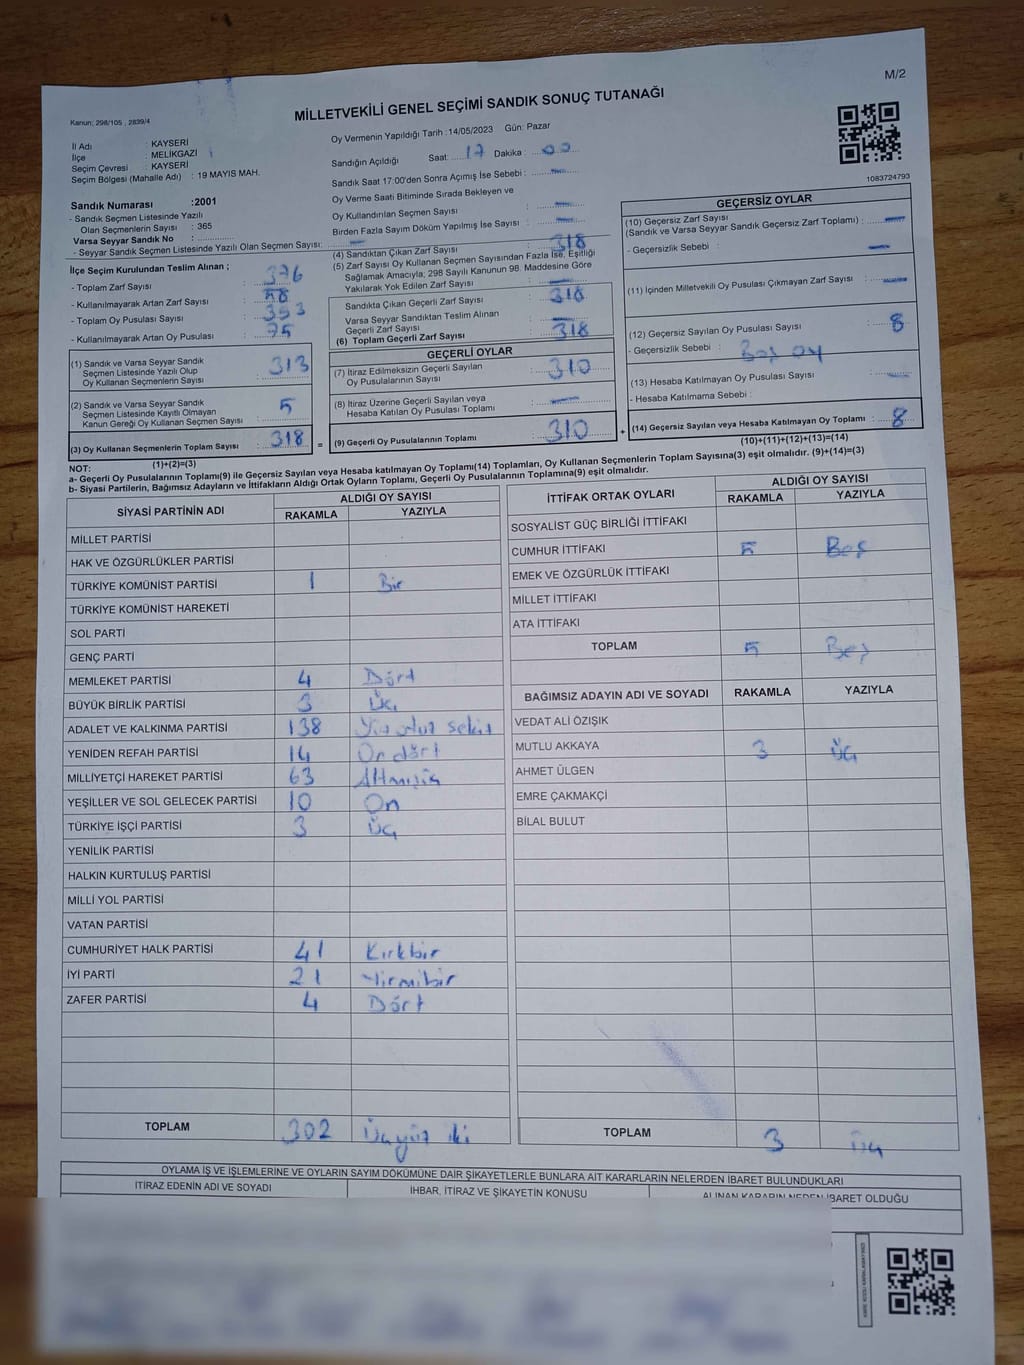 M/2
MİLLETVEKİLİ GENEL SEÇİMİ SANDIK SONUÇ TUTANAĞI
Kanun; 298/105 , 2839/4
İl Adı : KAYSERİ
İlçe : MELİKGAZİ
Seçim Çevresi : KAYSERİ
Seçim Bölgesi (Mahalle Adı) : 19 MAYIS MAH.
Sandık Numarası :2001
- Sandık Seçmen Listesinde Yazılı
Olan Seçmenlerin Sayısı : 365
Varsa Seyyar Sandık No :
- Seyyar Sandık Seçmen Listesinde Yazılı Olan Seçmen Sayısı:
Oy Vermenin Yapıldığı Tarih :14/05/2023 Gün: Pazar
Sandığın Açıldığı Saat: 17 Dakika : 00
Sandık Saat 17:00'den Sonra Açımış İse Sebebi :
Oy Verme Saati Bitiminde Sırada Bekleyen ve
Oy Kullandırılan Seçmen Sayısı :
Birden Fazla Sayım Döküm Yapılmış İse Sayısı :
1083724793
İlçe Seçim Kurulundan Teslim Alınan ;
- Toplam Zarf Sayısı : 376
- Kullanılmayarak Artan Zarf Sayısı : 58
- Toplam Oy Pusulası Sayısı : 393
- Kullanılmayarak Artan Oy Pusulası : 75
(1) Sandık ve Varsa Seyyar Sandık
Seçmen Listesinde Yazılı Olup
Oy Kullanan Seçmenlerin Sayısı : 313
(2) Sandık ve Varsa Seyyar Sandık
Seçmen Listesinde Kayıtlı Olmayan
Kanun Gereği Oy Kullanan Seçmen Sayısı : 5
(3) Oy Kullanan Seçmenlerin Toplam Sayısı : 318 =
(1)+(2)=(3)
(4) Sandıktan Çıkan Zarf Sayısı : 318
(5) Zarf Sayısı Oy Kullanan Seçmen Sayısından Fazla İse, Eşitliği
Sağlamak Amacıyla; 298 Sayılı Kanunun 98. Maddesine Göre
Yakılarak Yok Edilen Zarf Sayısı :
Sandıkta Çıkan Geçerli Zarf Sayısı : 318
Varsa Seyyar Sandıktan Teslim Alınan
Geçerli Zarf Sayısı :
(6) Toplam Geçerli Zarf Sayısı : 318
GEÇERLİ OYLAR
(7) İtiraz Edilmeksizin Geçerli Sayılan
Oy Pusulalarının Sayısı : 310
(8) İtiraz Üzerine Geçerli Sayılan veya
Hesaba Katılan Oy Pusulası Toplamı :
(9) Geçerli Oy Pusulalarının Toplamı : 310 +
GEÇERSİZ OYLAR
(10) Geçersiz Zarf Sayısı
(Sandık ve Varsa Seyyar Sandık Geçersiz Zarf Toplamı) :
- Geçersizlik Sebebi :
(11) İçinden Milletvekili Oy Pusulası Çıkmayan Zarf Sayısı :
(12) Geçersiz Sayılan Oy Pusulası Sayısı : 8
- Geçersizlik Sebebi : Boş oy
(13) Hesaba Katılmayan Oy Pusulası Sayısı :
- Hesaba Katılmama Sebebi :
(14) Geçersiz Sayılan veya Hesaba Katılmayan Oy Toplamı : 8
(10)+(11)+(12)+(13)=(14)
NOT:
a- Geçerli Oy Pusulalarının Toplamı(9) ile Geçersiz Sayılan veya Hesaba katılmayan Oy Toplamı(14) Toplamları, Oy Kullanan Seçmenlerin Toplam Sayısına(3) eşit olmalıdır. (9)+(14)=(3)
b- Siyasi Partilerin, Bağımsız Adayların ve İttifakların Aldığı Ortak Oyların Toplamı, Geçerli Oy Pusulalarının Toplamına(9) eşit olmalıdır.
SİYASİ PARTİNİN ADI ALDIĞI OY SAYISI
RAKAMLA YAZIYLA
MİLLET PARTİSİ
HAK VE ÖZGÜRLÜKLER PARTİSİ
TÜRKİYE KOMÜNİST PARTİSİ 1 Bir
TÜRKİYE KOMÜNİST HAREKETİ
SOL PARTİ
GENÇ PARTİ
MEMLEKET PARTİSİ 4 Dört
BÜYÜK BİRLİK PARTİSİ 3 Üç
ADALET VE KALKINMA PARTİSİ 138 Yüz otuz sekiz
YENİDEN REFAH PARTİSİ 14 On dört
MİLLİYETÇİ HAREKET PARTİSİ 63 Altmışüç
YEŞİLLER VE SOL GELECEK PARTİSİ 10 On
TÜRKİYE İŞÇİ PARTİSİ 3 Üç
YENİLİK PARTİSİ
HALKIN KURTULUŞ PARTİSİ
MİLLİ YOL PARTİSİ
VATAN PARTİSİ
CUMHURİYET HALK PARTİSİ 41 Kırkbir
İYİ PARTİ 21 Yirmibir
ZAFER PARTİSİ 4 Dört
TOPLAM 302 Üçyüz iki
İTTİFAK ORTAK OYLARI ALDIĞI OY SAYISI
RAKAMLA YAZIYLA
SOSYALİST GÜÇ BİRLİĞİ İTTİFAKI
CUMHUR İTTİFAKI 5 Beş
EMEK VE ÖZGÜRLÜK İTTİFAKI
MİLLET İTTİFAKI
ATA İTTİFAKI
TOPLAM 5 Beş
BAĞIMSIZ ADAYIN ADI VE SOYADI RAKAMLA YAZIYLA
VEDAT ALİ ÖZIŞIK
MUTLU AKKAYA 3 Üç
AHMET ÜLGEN
EMRE ÇAKMAKÇİ
BİLAL BULUT
TOPLAM 3 Üç
OYLAMA İŞ VE İŞLEMLERİNE VE OYLARIN SAYIM DÖKÜMÜNE DAİR ŞİKAYETLERLE BUNLARA AİT KARARLARIN NELERDEN İBARET BULUNDUKLARI
İTİRAZ EDENİN ADI VE SOYADI İHBAR, İTİRAZ VE ŞİKAYETİN KONUSU ALINAN KARARIN NEDEN İBARET OLDUĞU